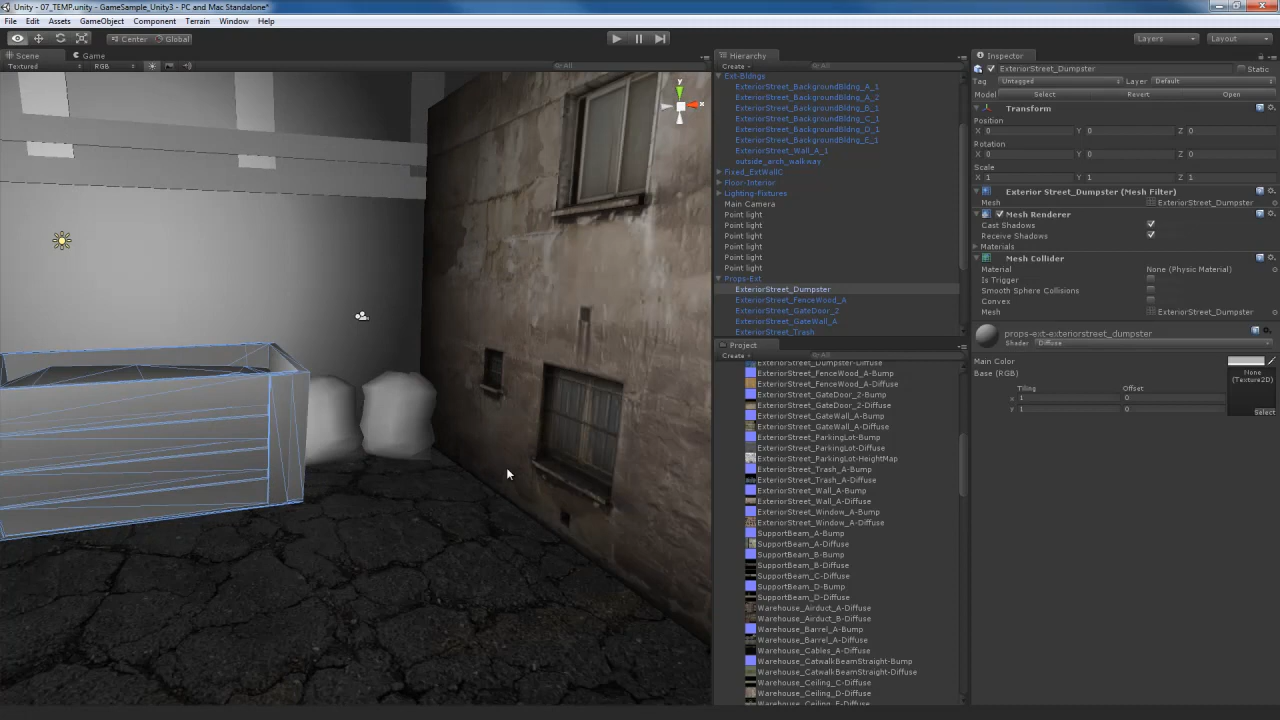 Unity - 07_TEMP.unity - GameSample_Unity3 - PC and Mac Standalone*
File Edit Assets GameObject Component Terrain Window Help
Center Global Layers Layout
Scene Game
Textured RGB All
Hierarchy
Create All
Ext-Bldngs
ExteriorStreet_BackgroundBldng_A_1
ExteriorStreet_BackgroundBldng_A_2
ExteriorStreet_BackgroundBldng_B_1
ExteriorStreet_BackgroundBldng_C_1
ExteriorStreet_BackgroundBldng_D_1
ExteriorStreet_BackgroundBldng_E_1
ExteriorStreet_Wall_A_1
outside_arch_walkway
Fixed_ExtWallC
Floor-Interior
Lighting-Fixtures
Main Camera
Point light
Point light
Point light
Point light
Point light
Point light
Props-Ext
ExteriorStreet_Dumpster
ExteriorStreet_FenceWood_A
ExteriorStreet_GateDoor_2
ExteriorStreet_GateWall_A
ExteriorStreet_Trash
Project
Create All
ExteriorStreet_Dumpster-Diffuse
ExteriorStreet_FenceWood_A-Bump
ExteriorStreet_FenceWood_A-Diffuse
ExteriorStreet_GateDoor_2-Bump
ExteriorStreet_GateDoor_2-Diffuse
ExteriorStreet_GateWall_A-Bump
ExteriorStreet_GateWall_A-Diffuse
ExteriorStreet_ParkingLot-Bump
ExteriorStreet_ParkingLot-Diffuse
ExteriorStreet_ParkingLot-HeightMap
ExteriorStreet_Trash_A-Bump
ExteriorStreet_Trash_A-Diffuse
ExteriorStreet_Wall_A-Bump
ExteriorStreet_Wall_A-Diffuse
ExteriorStreet_Window_A-Bump
ExteriorStreet_Window_A-Diffuse
SupportBeam_A-Bump
SupportBeam_A-Diffuse
SupportBeam_B-Bump
SupportBeam_B-Diffuse
SupportBeam_C-Diffuse
SupportBeam_D-Bump
SupportBeam_D-Diffuse
Warehouse_Airduct_A-Diffuse
Warehouse_Airduct_B-Diffuse
Warehouse_Barrel_A-Bump
Warehouse_Barrel_A-Diffuse
Warehouse_Cables_A-Diffuse
Warehouse_CatwalkBeamStraight-Bump
Warehouse_CatwalkBeamStraight-Diffuse
Warehouse_Ceiling_C-Diffuse
Warehouse_Ceiling_D-Diffuse
Warehouse_Ceiling_E-Diffuse
Inspector
ExteriorStreet_Dumpster Static
Tag Untagged Layer Default
Model Select Revert Open
Transform
Position
X 0 Y 0 Z 0
Rotation
X 0 Y 0 Z 0
Scale
X 1 Y 1 Z 1
Exterior Street_Dumpster (Mesh Filter)
Mesh ExteriorStreet_Dumpster
Mesh Renderer
Cast Shadows
Receive Shadows
Materials
Mesh Collider
Material None (Physic Material)
Is Trigger
Smooth Sphere Collisions
Convex
Mesh ExteriorStreet_Dumpster
props-ext-exteriorstreet_dumpster
Shader Diffuse
Main Color
Base (RGB) None (Texture2D)
Tiling Offset
x 1 0
y 1 0
Select
y
x